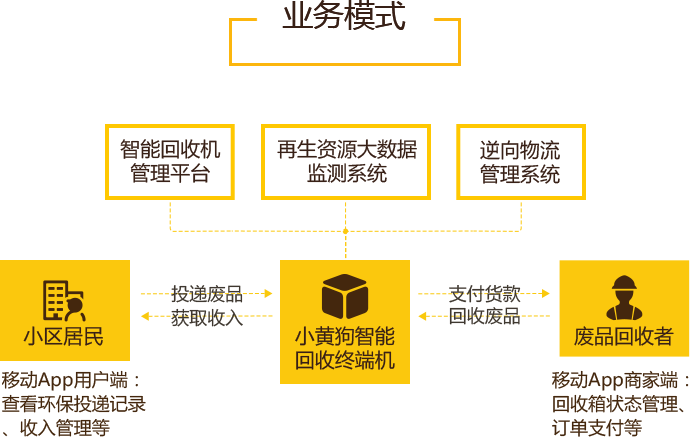 业务模式
智能回收机
管理平台
再生资源大数据
监测系统
逆向物流
管理系统
小区居民
投递废品
获取收入
小黄狗智能
回收终端机
支付货款
回收废品
废品回收者
移动App用户端：
查看环保投递记录
、收入管理等
移动App商家端：
回收箱状态管理、
订单支付等